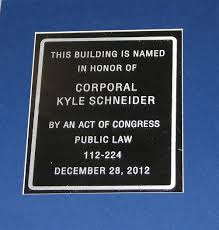 THIS BUILDING IS NAMED
IN HONOR OF
CORPORAL
KYLE SCHNEIDER
BY AN ACT OF CONGRESS
PUBLIC LAW
112-224
DECEMBER 28, 2012